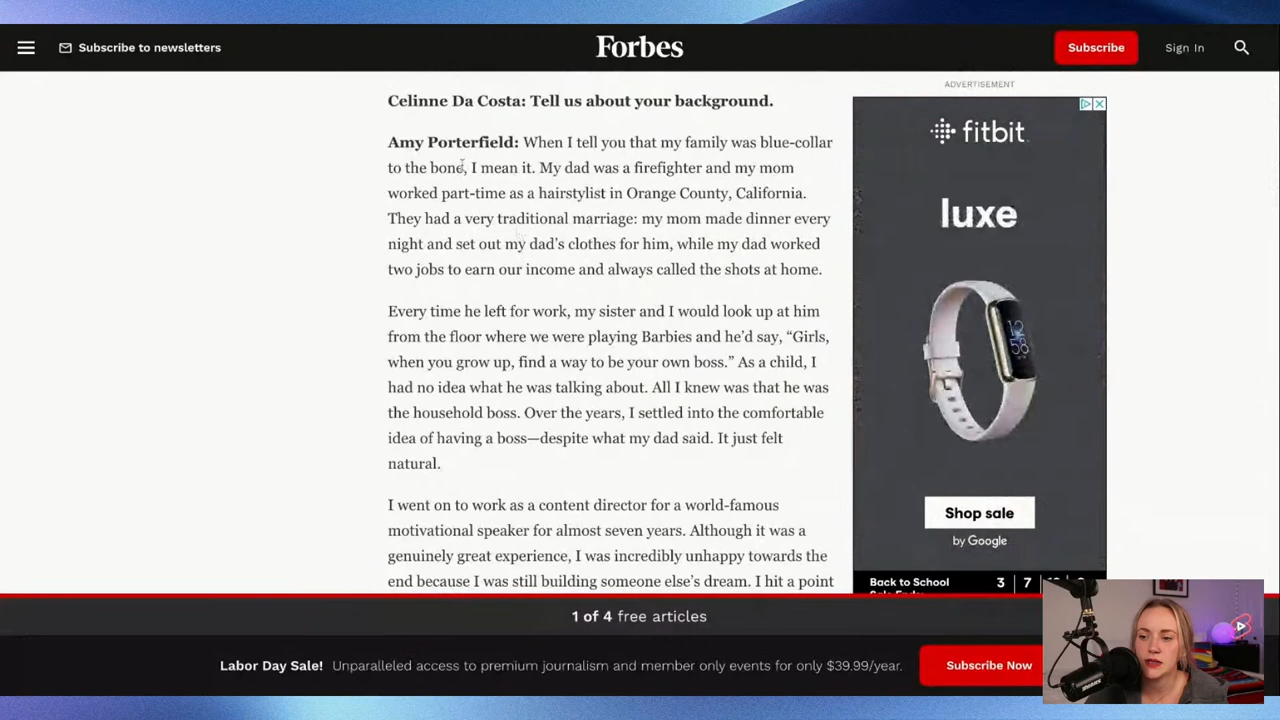 Subscribe to newsletters
Forbes
Subscribe
Sign In
Celinne Da Costa: Tell us about your background.
Amy Porterfield: When I tell you that my family was blue-collar
to the bone, I mean it. My dad was a firefighter and my mom
worked part-time as a hairstylist in Orange County, California.
They had a very traditional marriage: my mom made dinner every
night and set out my dad’s clothes for him, while my dad worked
two jobs to earn our income and always called the shots at home.
Every time he left for work, my sister and I would look up at him
from the floor where we were playing Barbies and he’d say, “Girls,
when you grow up, find a way to be your own boss.” As a child, I
had no idea what he was talking about. All I knew was that he was
the household boss. Over the years, I settled into the comfortable
idea of having a boss—despite what my dad said. It just felt
natural.
I went on to work as a content director for a world-famous
motivational speaker for almost seven years. Although it was a
genuinely great experience, I was incredibly unhappy towards the
end because I was still building someone else’s dream. I hit a point
ADVERTISEMENT
fitbit
luxe
12
58
Shop sale
by Google
Back to School
3 | 7
1 of 4 free articles
Labor Day Sale! Unparalleled access to premium journalism and member only events for only $39.99/year.
Subscribe Now